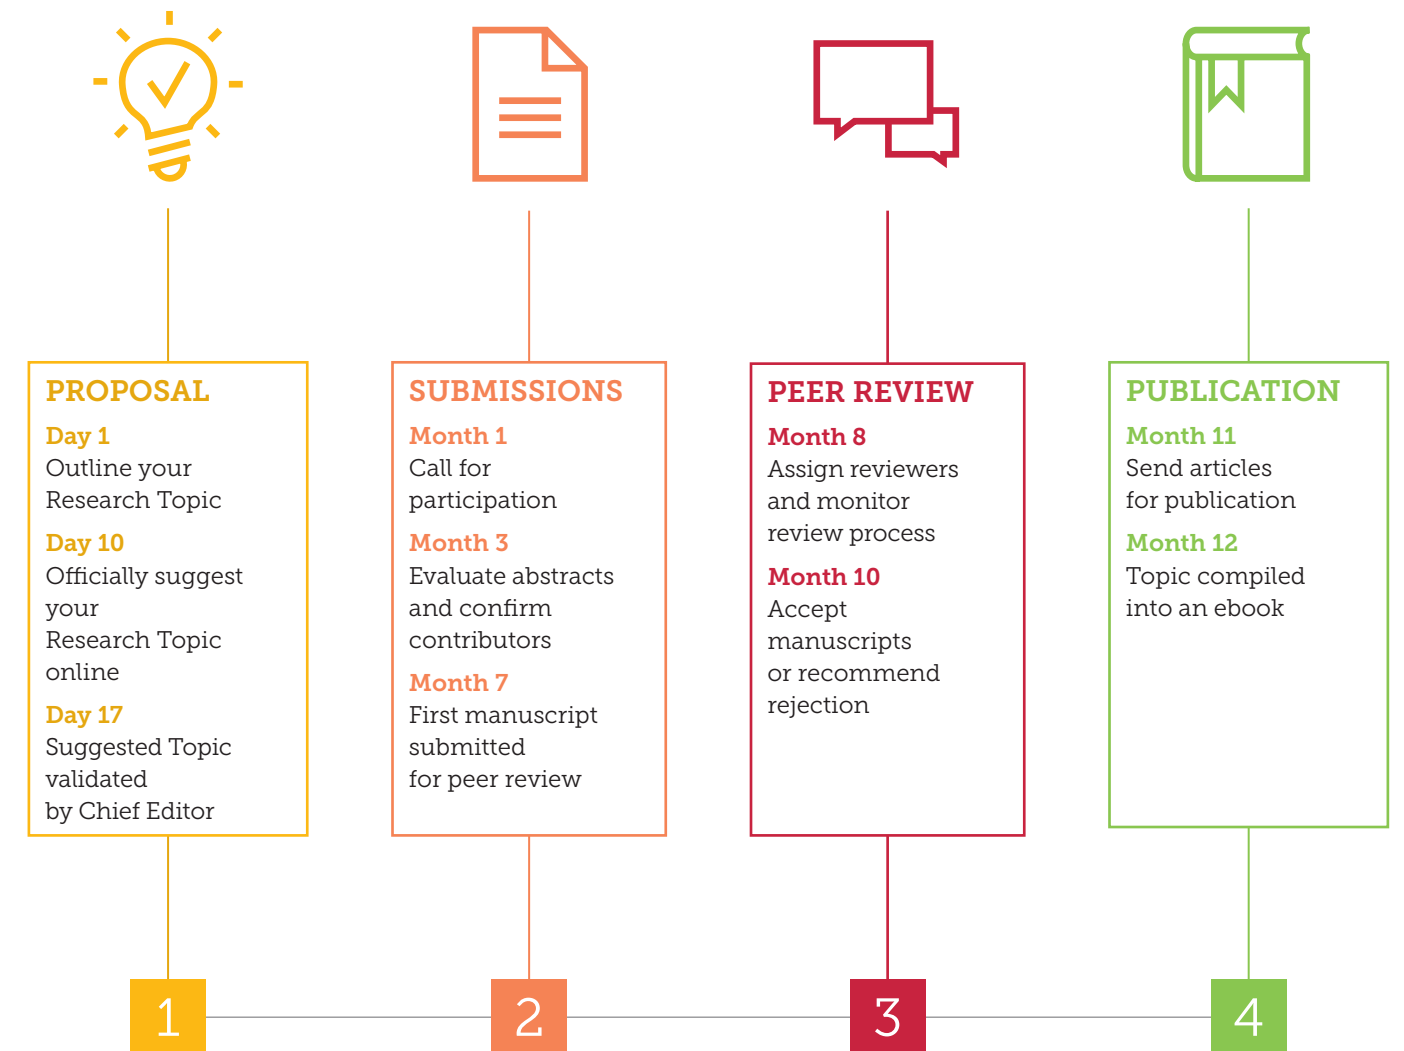 PROPOSAL
Day 1
Outline your
Research Topic
Day 10
Officially suggest
your
Research Topic
online
Day 17
Suggested Topic
validated
by Chief Editor
1
SUBMISSIONS
Month 1
Call for
participation
Month 3
Evaluate abstracts
and confirm
contributors
Month 7
First manuscript
submitted
for peer review
2
PEER REVIEW
Month 8
Assign reviewers
and monitor
review process
Month 10
Accept
manuscripts
or recommend
rejection
3
PUBLICATION
Month 11
Send articles
for publication
Month 12
Topic compiled
into an ebook
4